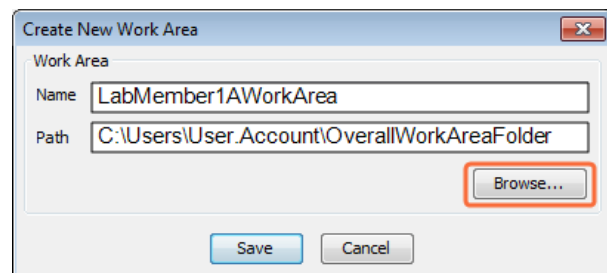 Create New Work Area
Work Area
Name LabMember1AWorkArea
Path C:\Users\User.Account\OverallWorkAreaFolder
Browse...
Save Cancel